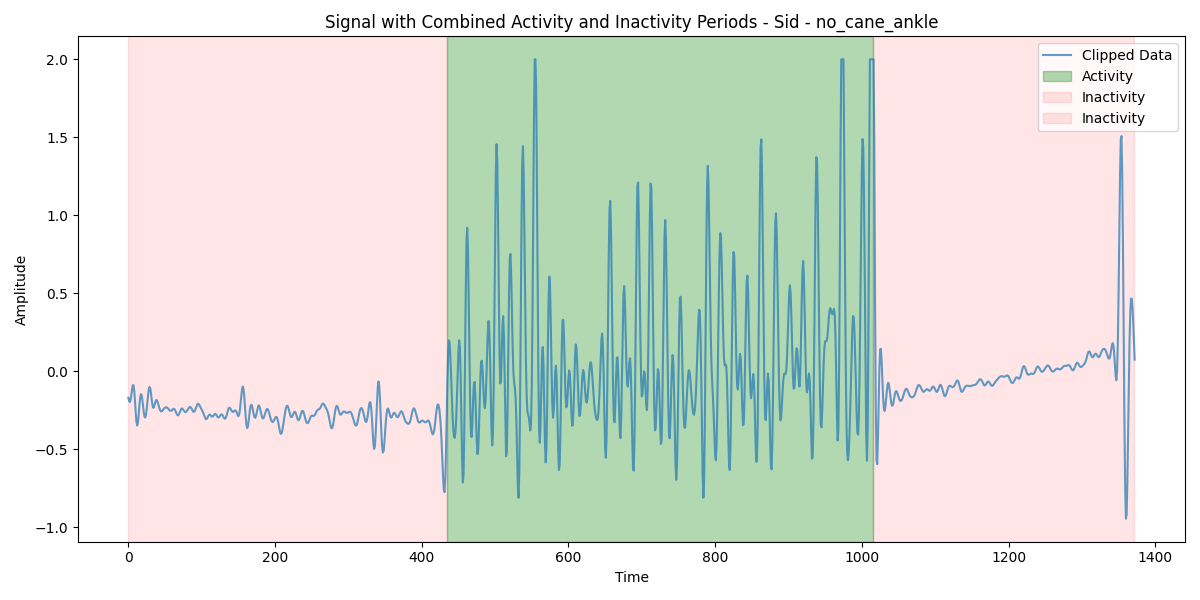 Signal with Combined Activity and Inactivity Periods - Sid - no_cane_ankle
Clipped Data
Activity
Inactivity
Inactivity
2.0
1.5
1.0
0.5
0.0
−0.5
−1.0
Amplitude
0 200 400 600 800 1000 1200 1400
Time